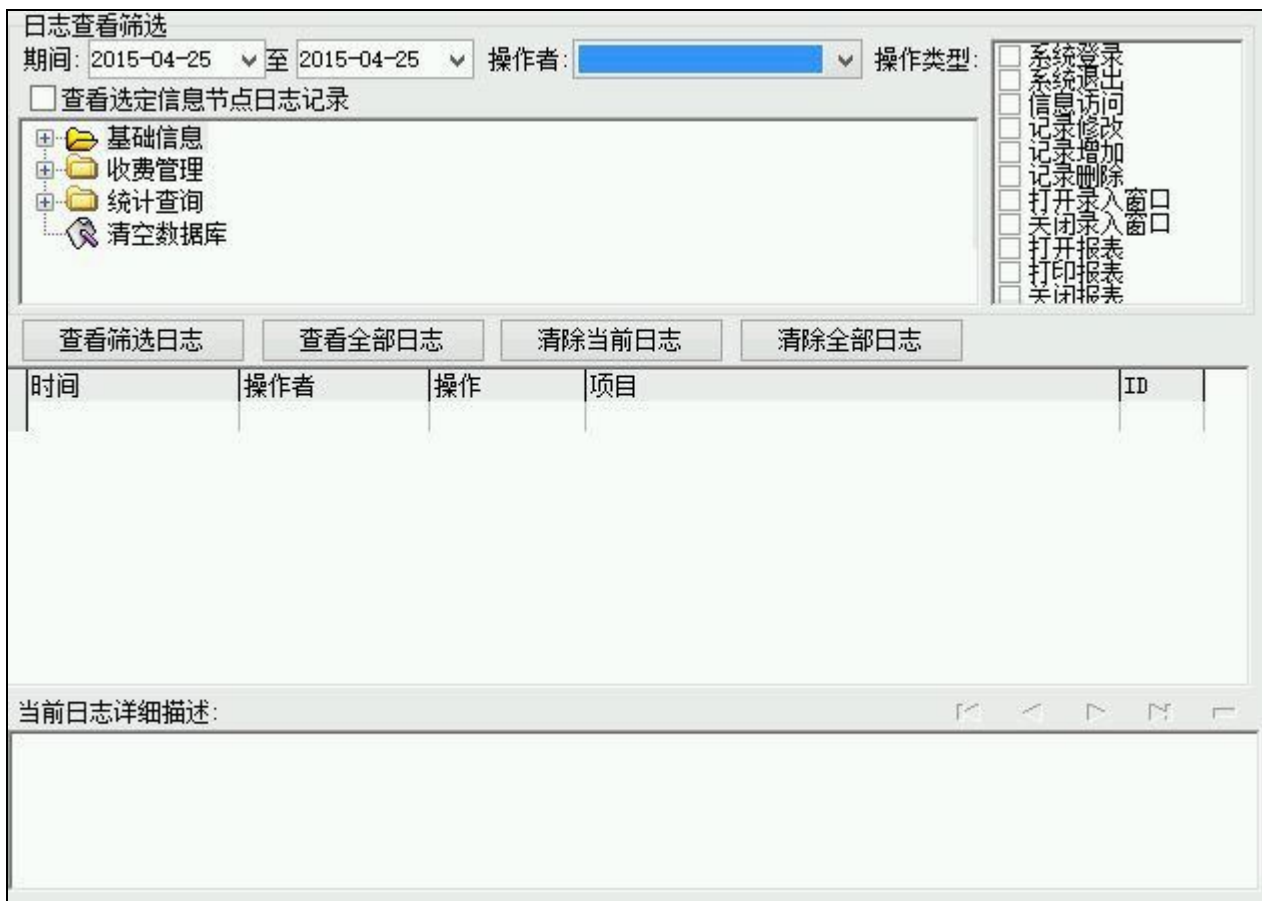 日志查看筛选
期间: 2015-04-25 至 2015-04-25 操作者: 操作类型:
系统登录
系统退出
信息访问
记录修改
记录增加
记录删除
打开录入窗口
关闭录入窗口
打开报表
打印报表
关闭报表
查看选定信息节点日志记录
基础信息
收费管理
统计查询
清空数据库
查看筛选日志 查看全部日志 清除当前日志 清除全部日志
时间 操作者 操作 项目 ID
当前日志详细描述: